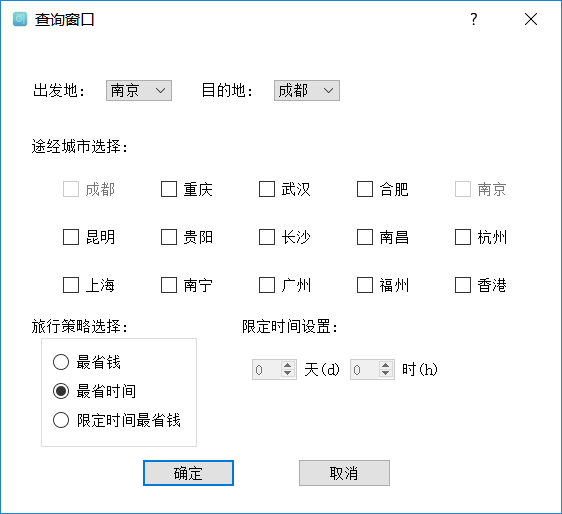 查询窗口 ?
出发地: 南京 目的地: 成都
途经城市选择:
成都 重庆 武汉 合肥 南京
昆明 贵阳 长沙 南昌 杭州
上海 南宁 广州 福州 香港
旅行策略选择: 限定时间设置:
最省钱
0 天(d) 0 时(h)
最省时间
限定时间最省钱
确定 取消